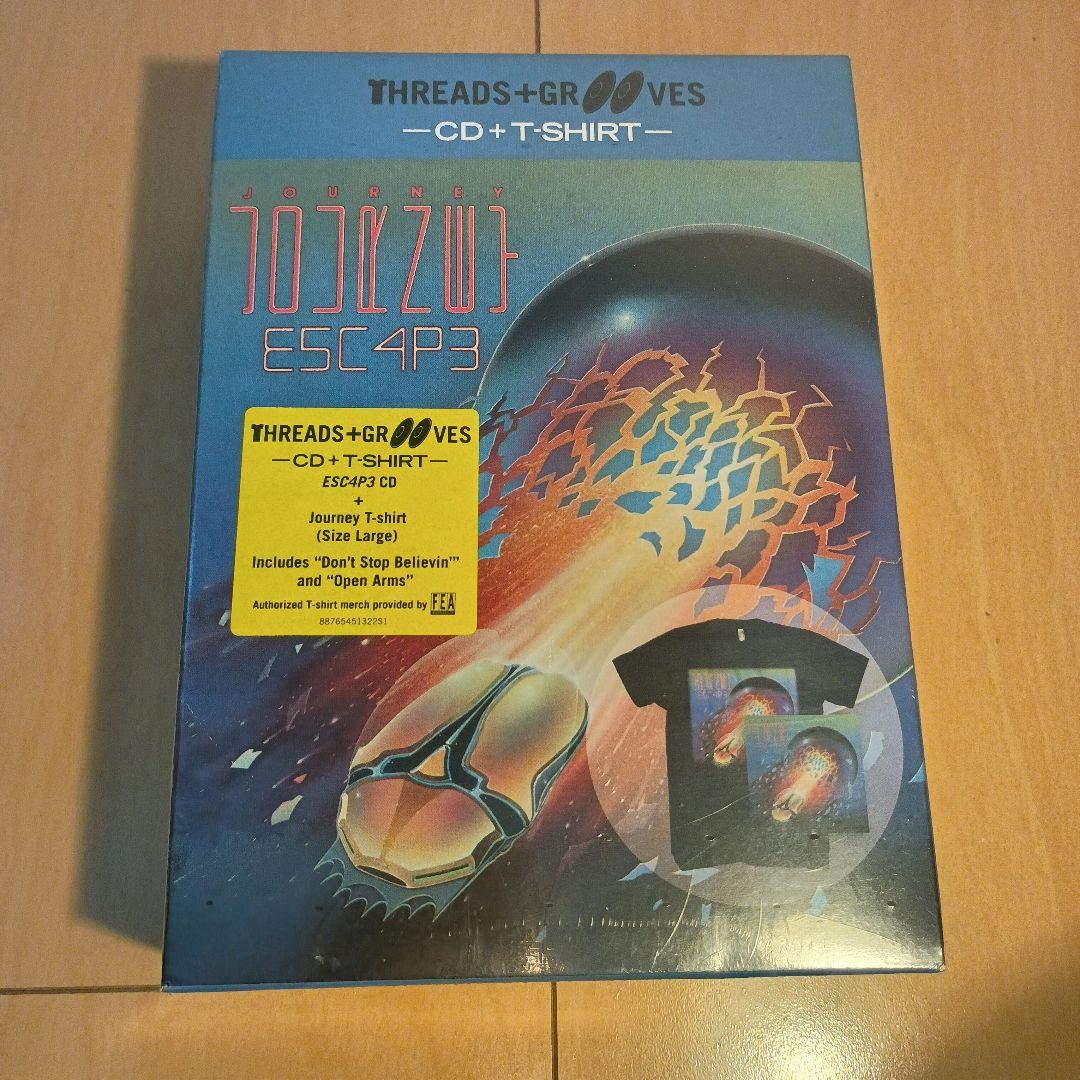 THREADS+GROOVES
—CD+T-SHIRT—
JOURNEY
ESC4P3
THREADS+GROOVES
—CD+T-SHIRT—
ESC4P3 CD
+
Journey T-shirt
(Size Large)
Includes “Don't Stop Believin'”
and “Open Arms”
Authorized T-shirt merch provided by FEA
88765451322S1